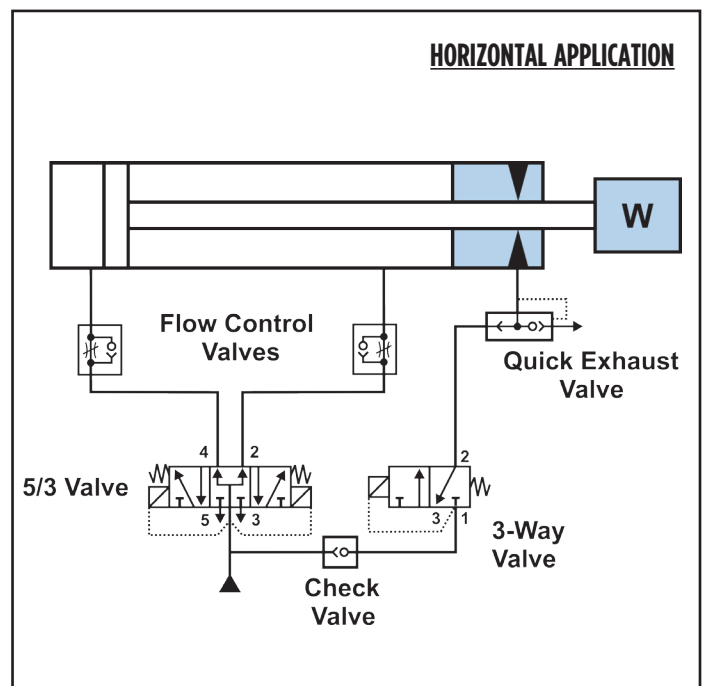 HORIZONTAL APPLICATION
W
Flow Control
Valves
Quick Exhaust
Valve
4 2
2
5/3 Valve
5 3
3 1
3-Way
Valve
Check
Valve